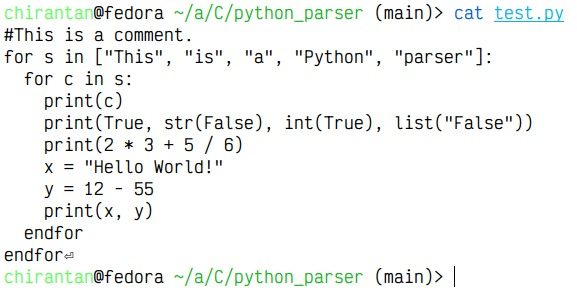 chirantan@fedora ~/a/C/python_parser (main)> cat test.py
#This is a comment.
for s in ["This", "is", "a", "Python", "parser"]:
  for c in s:
    print(c)
    print(True, str(False), int(True), list("False"))
    print(2 * 3 + 5 / 6)
    x = "Hello World!"
    y = 12 - 55
    print(x, y)
  endfor
endfor⏎
chirantan@fedora ~/a/C/python_parser (main)>